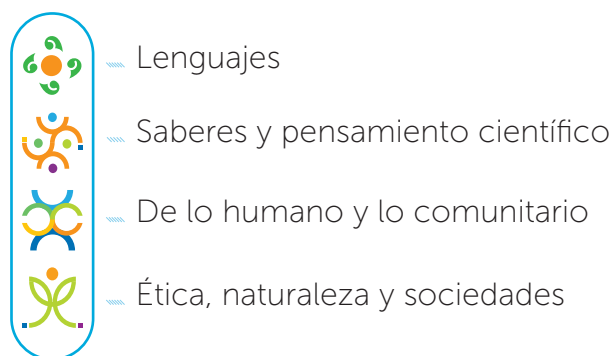 Lenguajes
Saberes y pensamiento científico
De lo humano y lo comunitario
Ética, naturaleza y sociedades